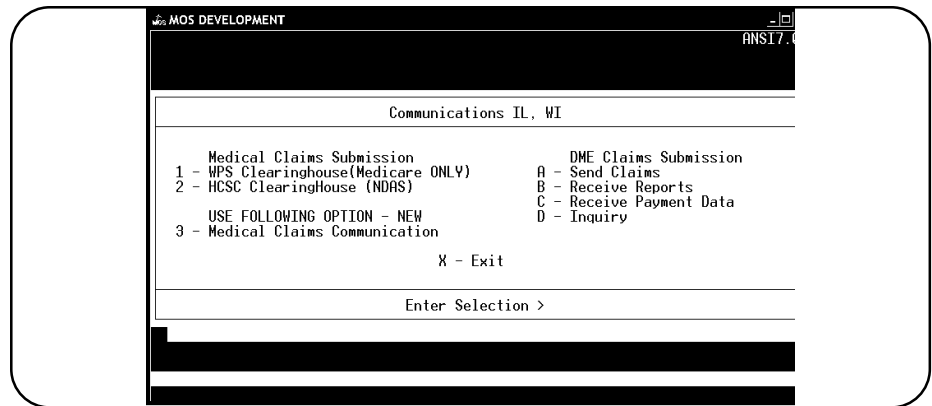 MOS DEVELOPMENT
ANSI7.
Communications IL, WI
Medical Claims Submission
1 - WPS Clearinghouse(Medicare ONLY)
2 - HCSC ClearingHouse (NDAS)
USE FOLLOWING OPTION - NEW
3 - Medical Claims Communication
DME Claims Submission
A - Send Claims
B - Receive Reports
C - Receive Payment Data
D - Inquiry
X - Exit
Enter Selection >